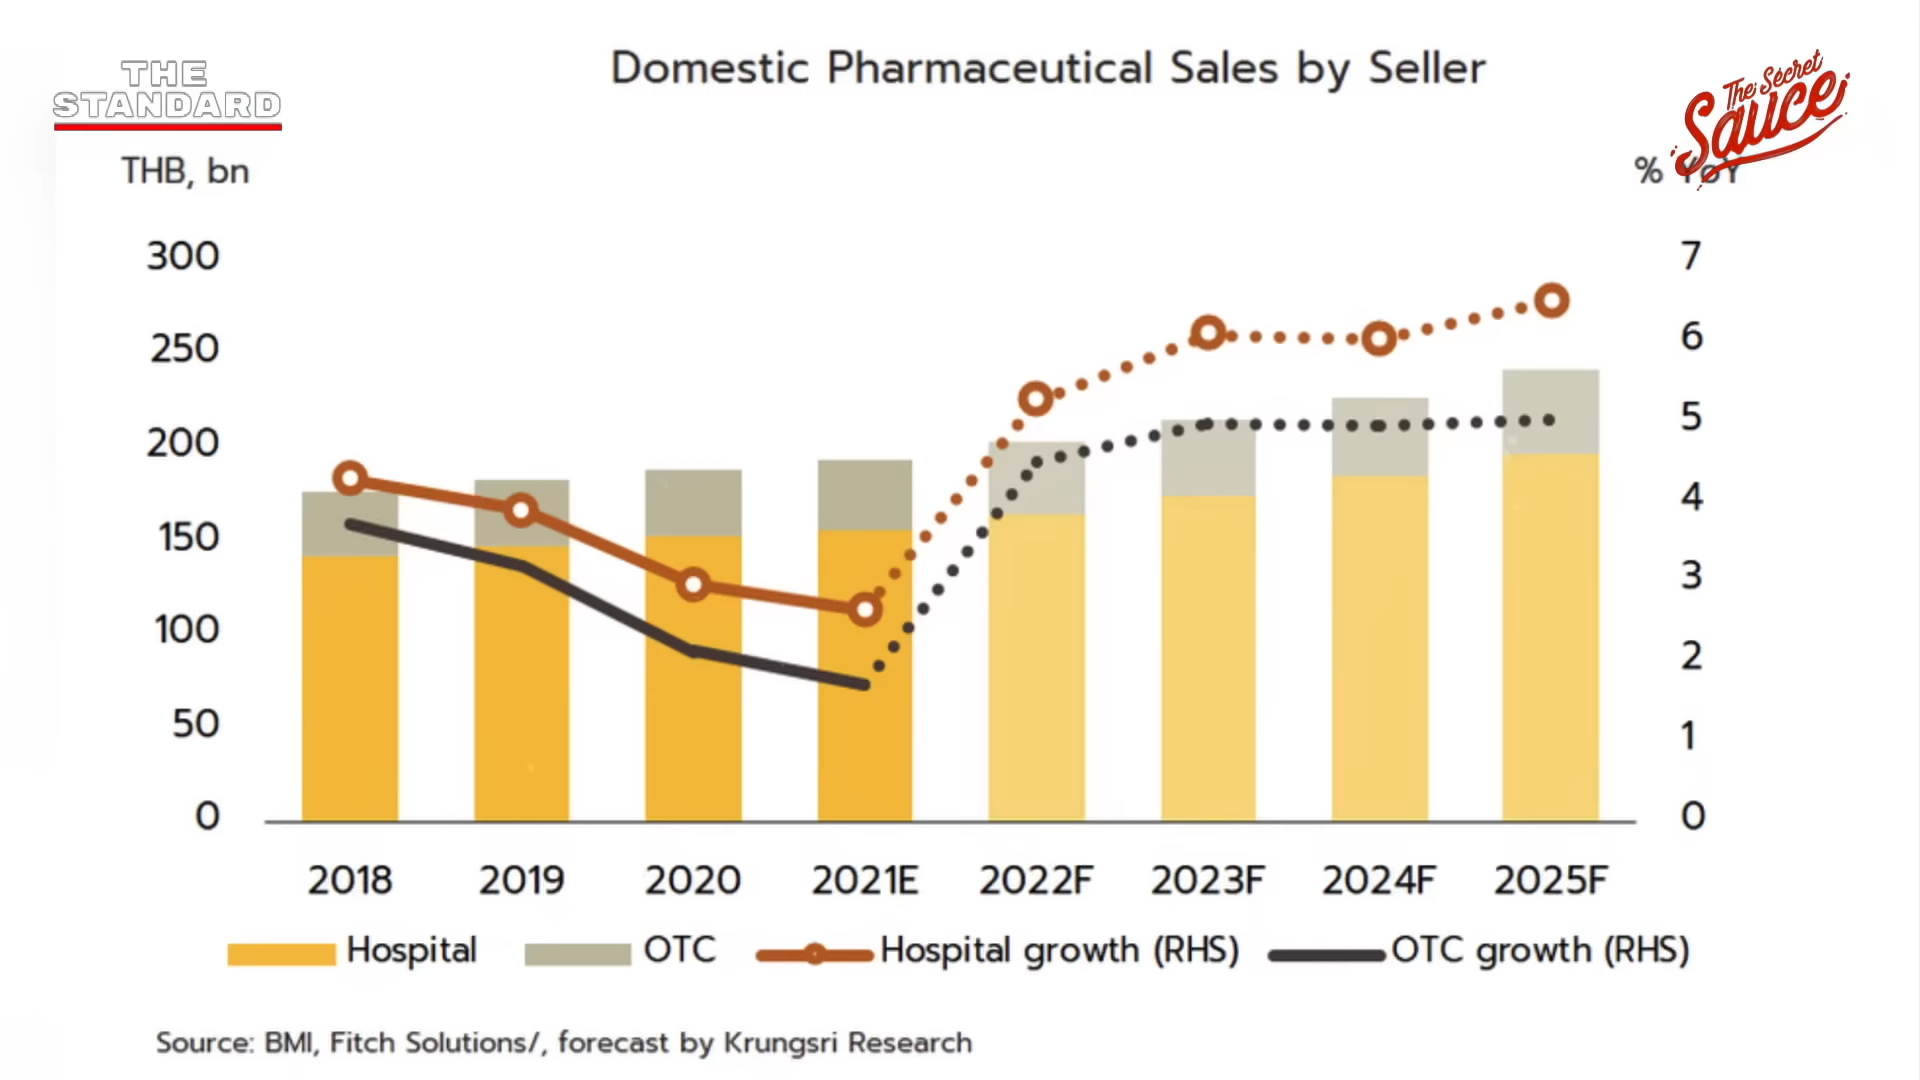 THE
STANDARD
Domestic Pharmaceutical Sales by Seller
The Secret
Sauce
THB, bn
% YoY
300
250
200
150
100
50
0
7
6
5
4
3
2
1
0
2018 2019 2020 2021E 2022F 2023F 2024F 2025F
Hospital OTC Hospital growth (RHS) OTC growth (RHS)
Source: BMI, Fitch Solutions/, forecast by Krungsri Research